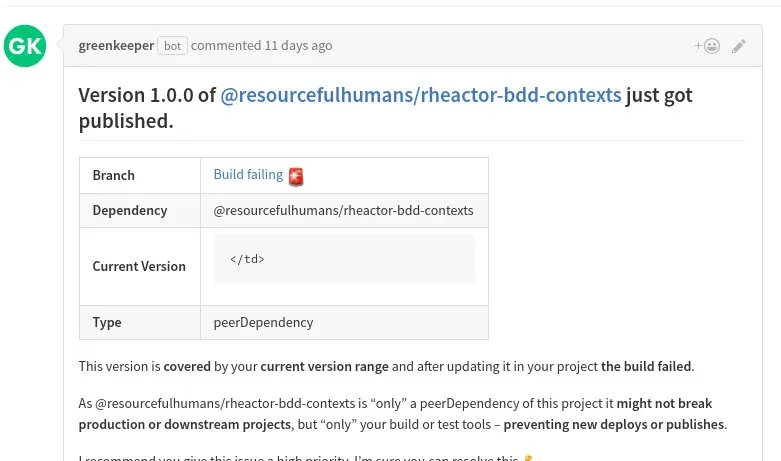 GK
greenkeeper bot commented 11 days ago
Version 1.0.0 of @resourcefulhumans/rheactor-bdd-contexts just got
published.
Branch Build failing 🚨
Dependency @resourcefulhumans/rheactor-bdd-contexts
Current Version </td>
Type peerDependency
This version is covered by your current version range and after updating it in your project the build failed.
As @resourcefulhumans/rheactor-bdd-contexts is “only” a peerDependency of this project it might not break
production or downstream projects, but “only” your build or test tools – preventing new deploys or publishes.
I recommend you give this issue a high priority. I’m sure you can resolve this 💪